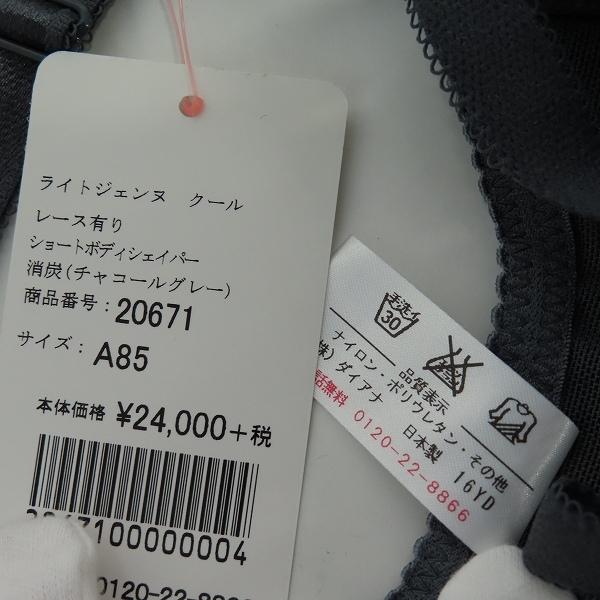 ライトジェンヌ クール
レース有り
ショートボディシェイパー
消炭(チャコールグレー)
商品番号:20671
サイズ:A85
本体価格 ¥24,000+税
100000004
0120-22-88
手洗イ
30
品質表示
ナイロン・ポリウレタン・その他
株)ダイアナ 日本製 16YD
話無料 0120-22-8866